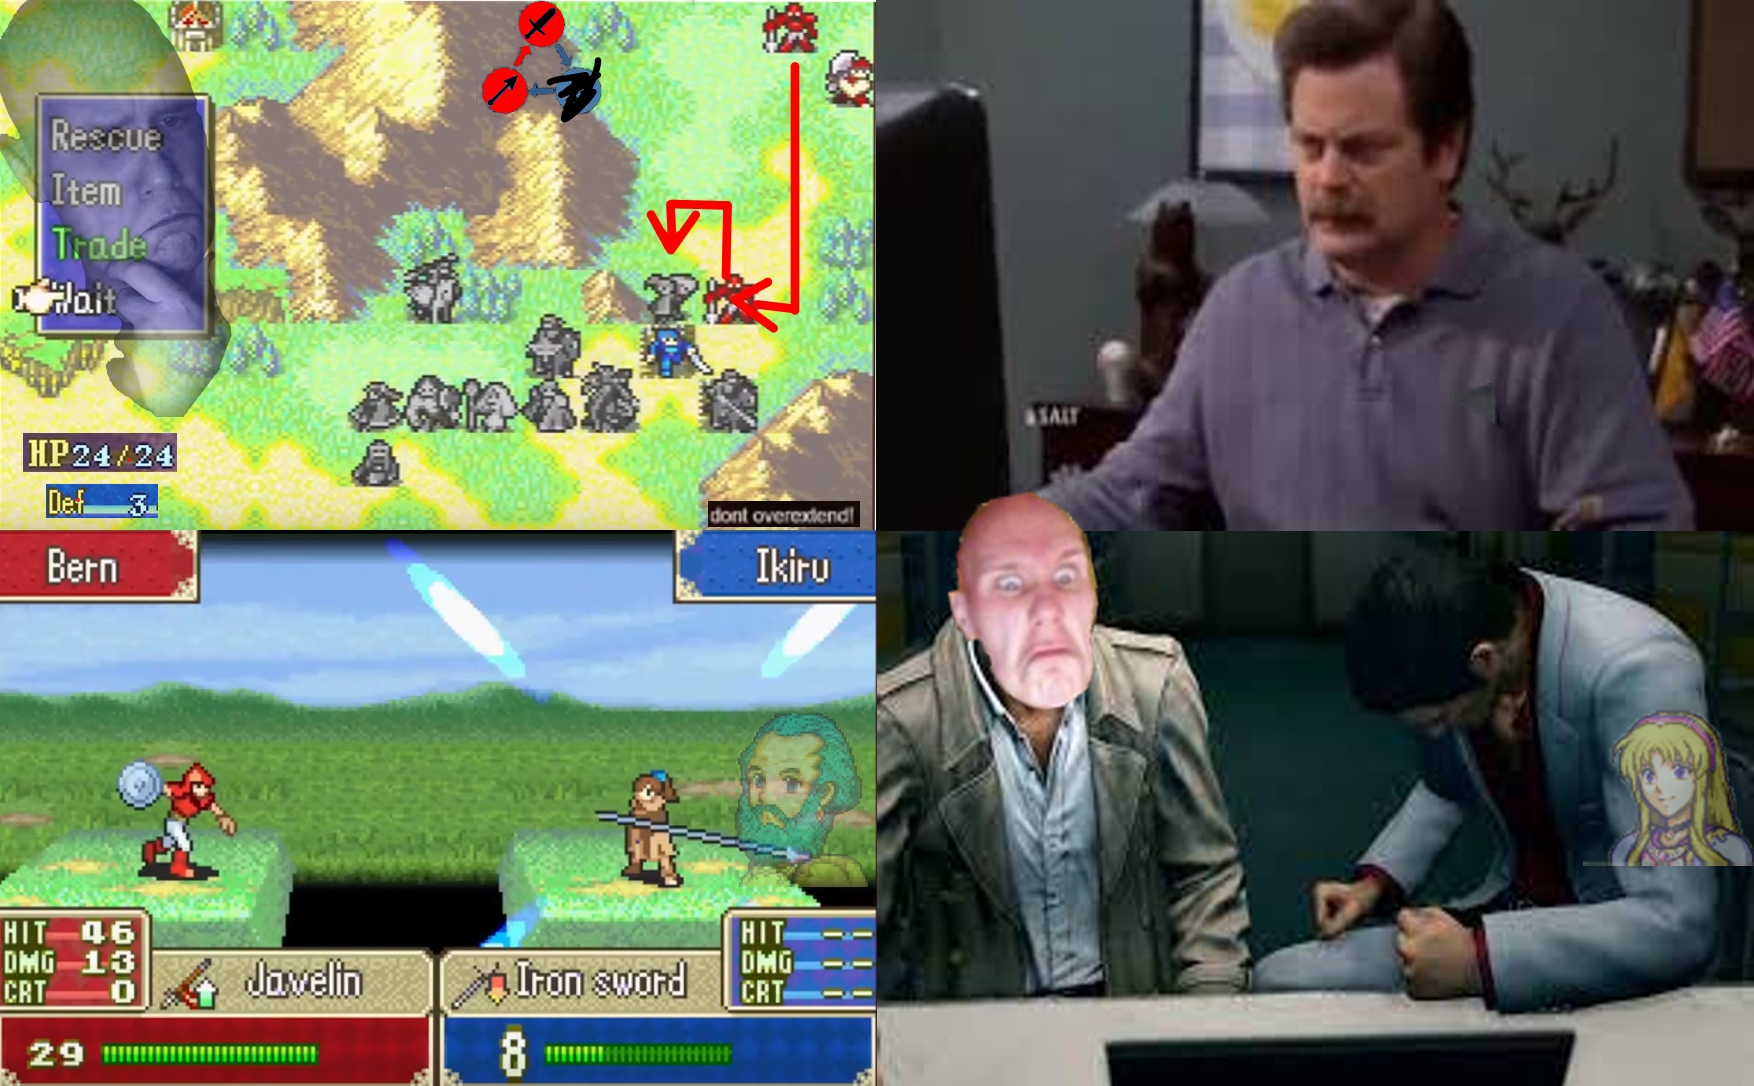 Rescue
Item
Trade
Wait
HP24/24
Def 3
dont overextend!
SALT
Bern
Ikiru
HIT 46
DMG 13
CRT 0
Javelin
Iron sword
HIT --
DMG --
CRT --
29
8